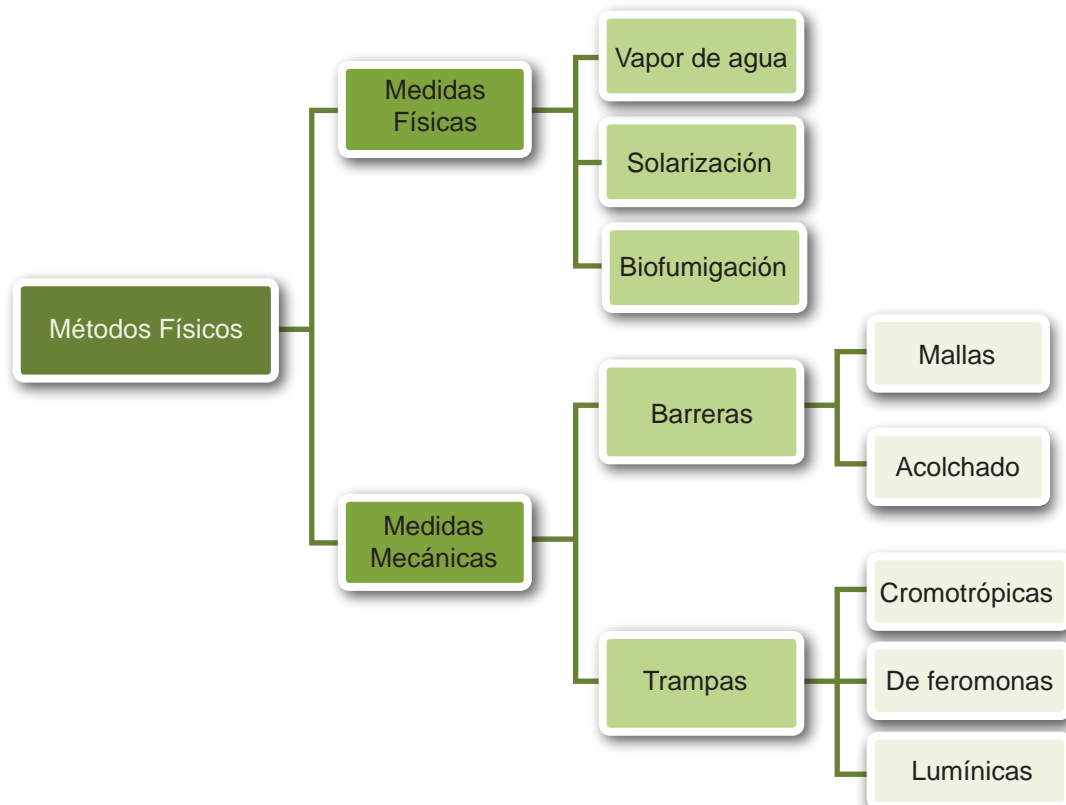 Métodos Físicos
Medidas
Físicas
Vapor de agua
Solarización
Biofumigación
Medidas
Mecánicas
Barreras
Mallas
Acolchado
Trampas
Cromotrópicas
De feromonas
Lumínicas